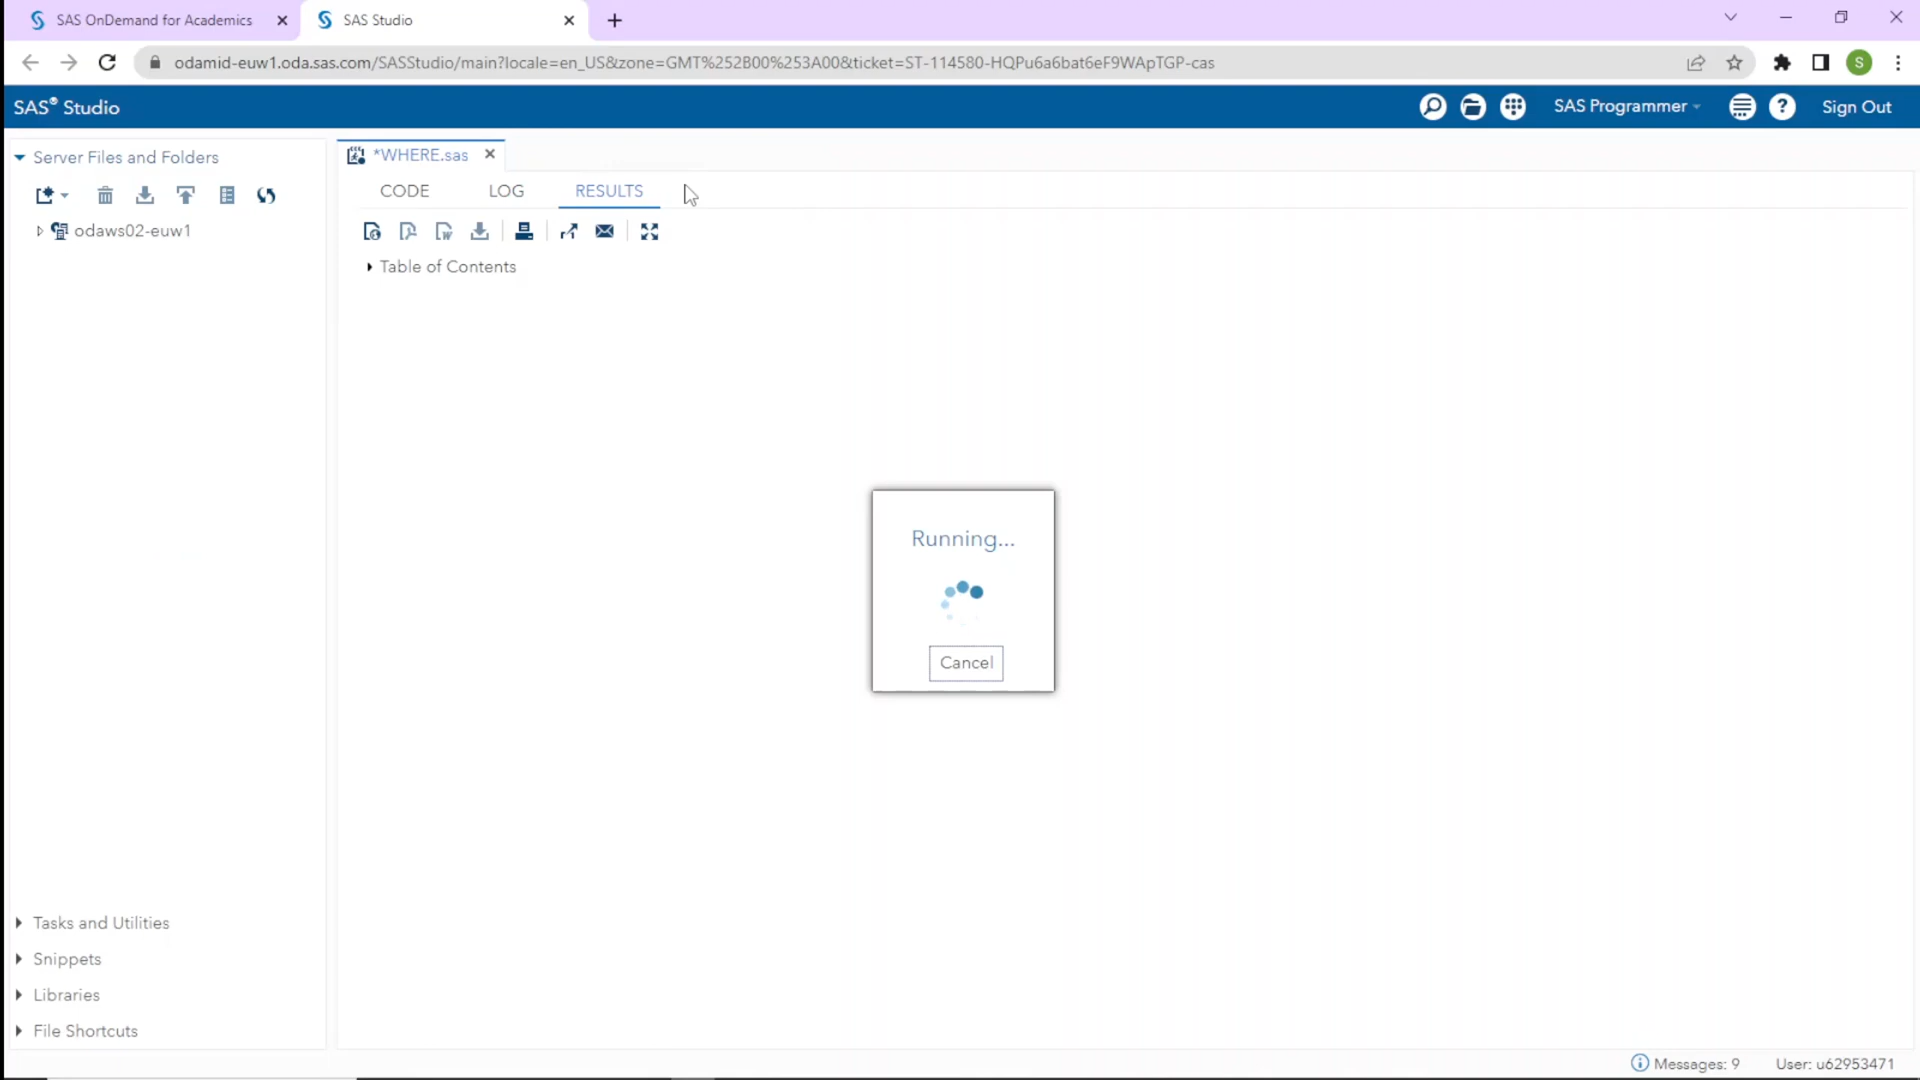 SAS OnDemand for Academics
SAS Studio
odamid-euw1.oda.sas.com/SASStudio/main?locale=en_US&zone=GMT%252B00%253A00&ticket=ST-114580-HQPu6a6bat6eF9WApTGP-cas
S
SAS® Studio
SAS Programmer
Sign Out
Server Files and Folders
odaws02-euw1
*WHERE.sas
CODE
LOG
RESULTS
Table of Contents
Running...
Cancel
Tasks and Utilities
Snippets
Libraries
File Shortcuts
Messages: 9
User: u62953471